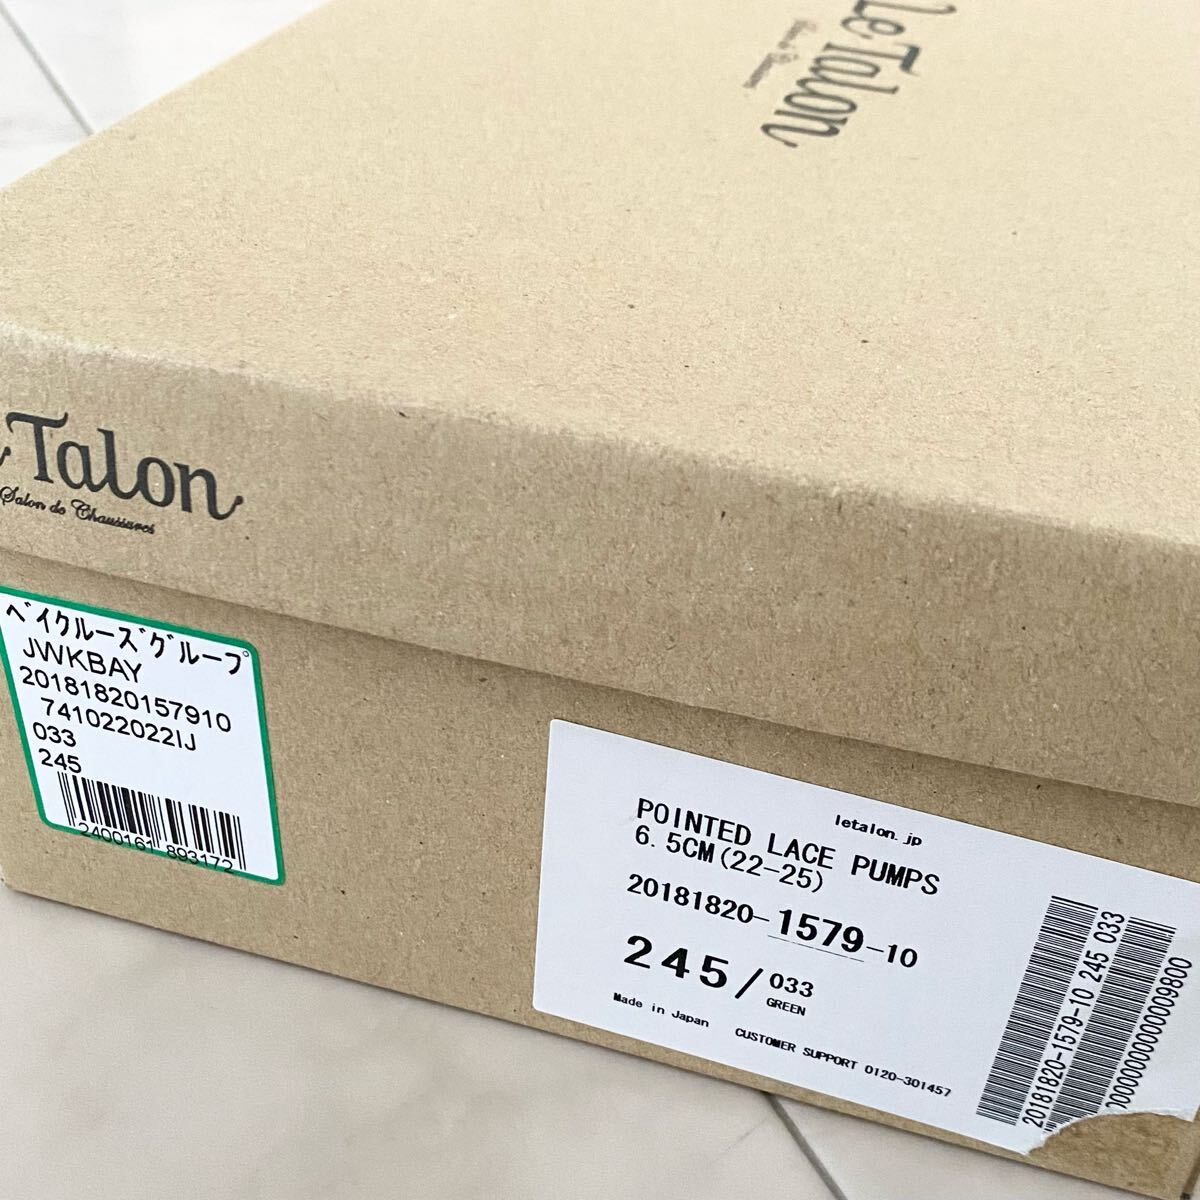 Le Talon
Talon
Salon de Chaussures
ベイクルーズグループ
JWKBAY
20181820157910
741022022IJ
033
245
2400161 893172
letalon.jp
POINTED LACE PUMPS
6.5CM(22-25)
20181820-1579-10
245/033
GREEN
Made in Japan
CUSTOMER SUPPORT 0120-301457
20181820-1579-10 245 033